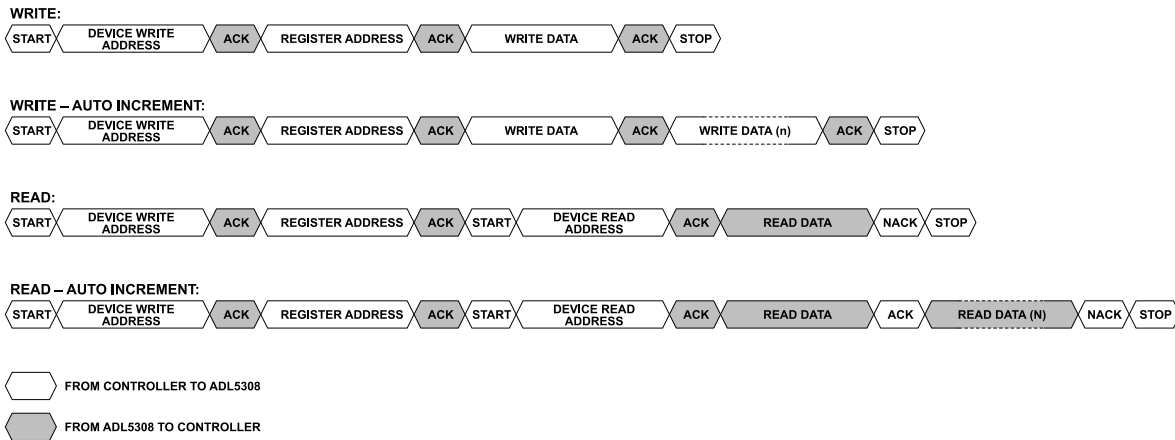 WRITE:
START DEVICE WRITE ADDRESS ACK REGISTER ADDRESS ACK WRITE DATA ACK STOP
WRITE – AUTO INCREMENT:
START DEVICE WRITE ADDRESS ACK REGISTER ADDRESS ACK WRITE DATA ACK WRITE DATA (n) ACK STOP
READ:
START DEVICE WRITE ADDRESS ACK REGISTER ADDRESS ACK START DEVICE READ ADDRESS ACK READ DATA NACK STOP
READ – AUTO INCREMENT:
START DEVICE WRITE ADDRESS ACK REGISTER ADDRESS ACK START DEVICE READ ADDRESS ACK READ DATA ACK READ DATA (N) NACK STOP
FROM CONTROLLER TO ADL5308
FROM ADL5308 TO CONTROLLER